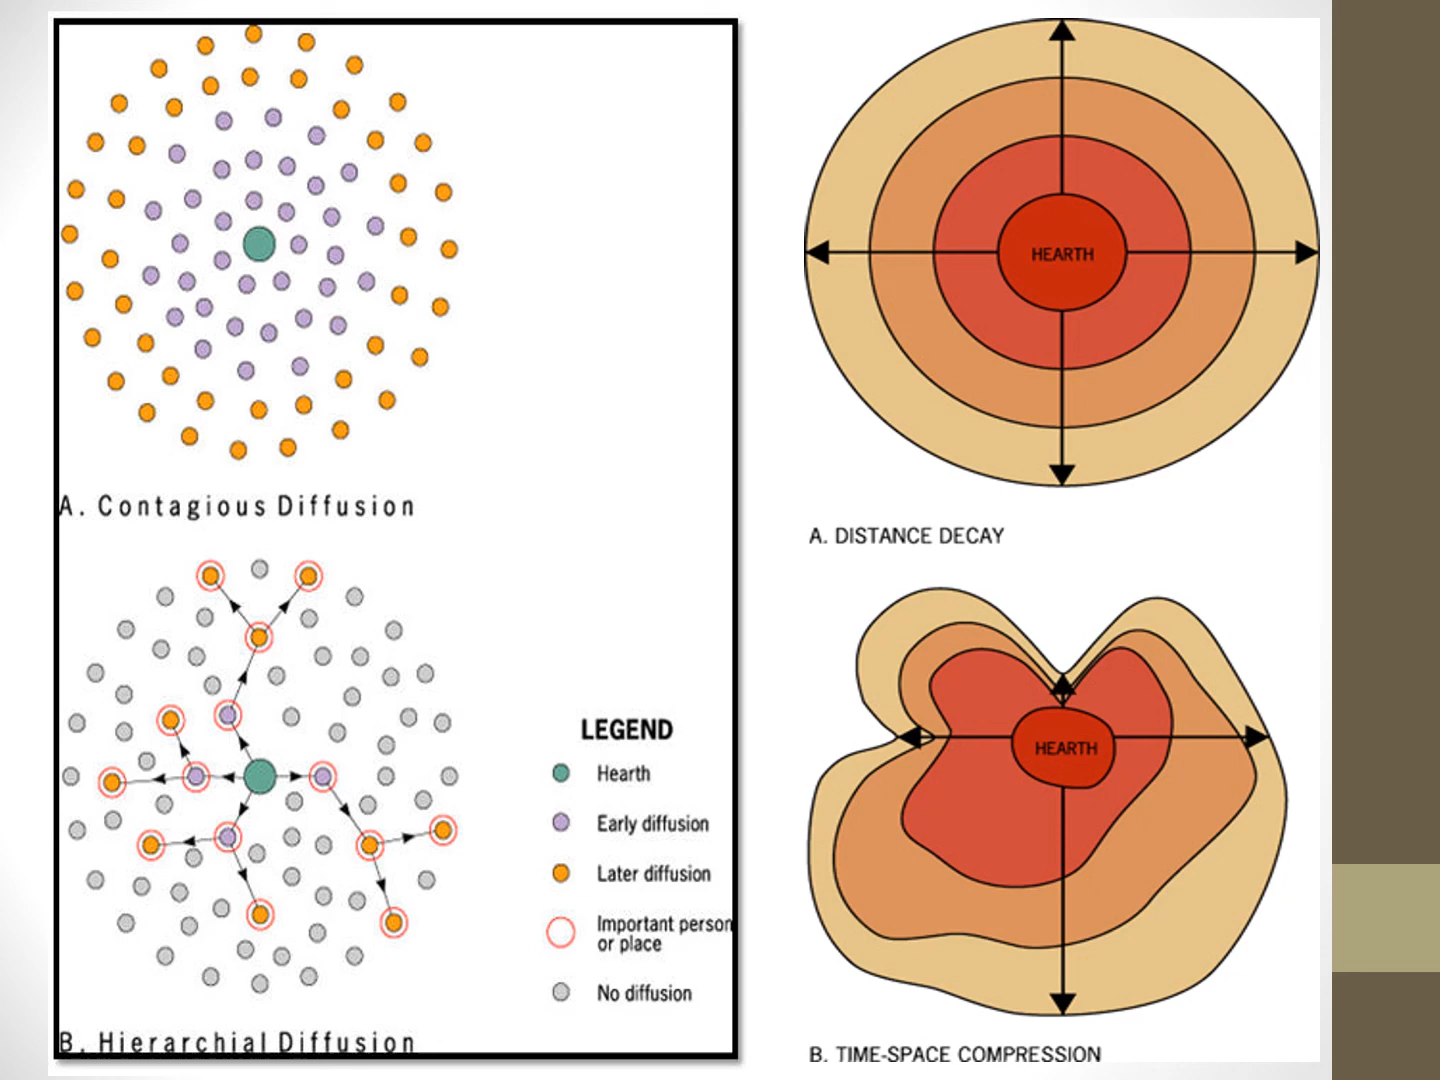 A. Contagious Diffusion
LEGEND
Hearth
Early diffusion
Later diffusion
Important person
or place
No diffusion
B. Hierarchial Diffusion
HEARTH
A. DISTANCE DECAY
HEARTH
B. TIME-SPACE COMPRESSION